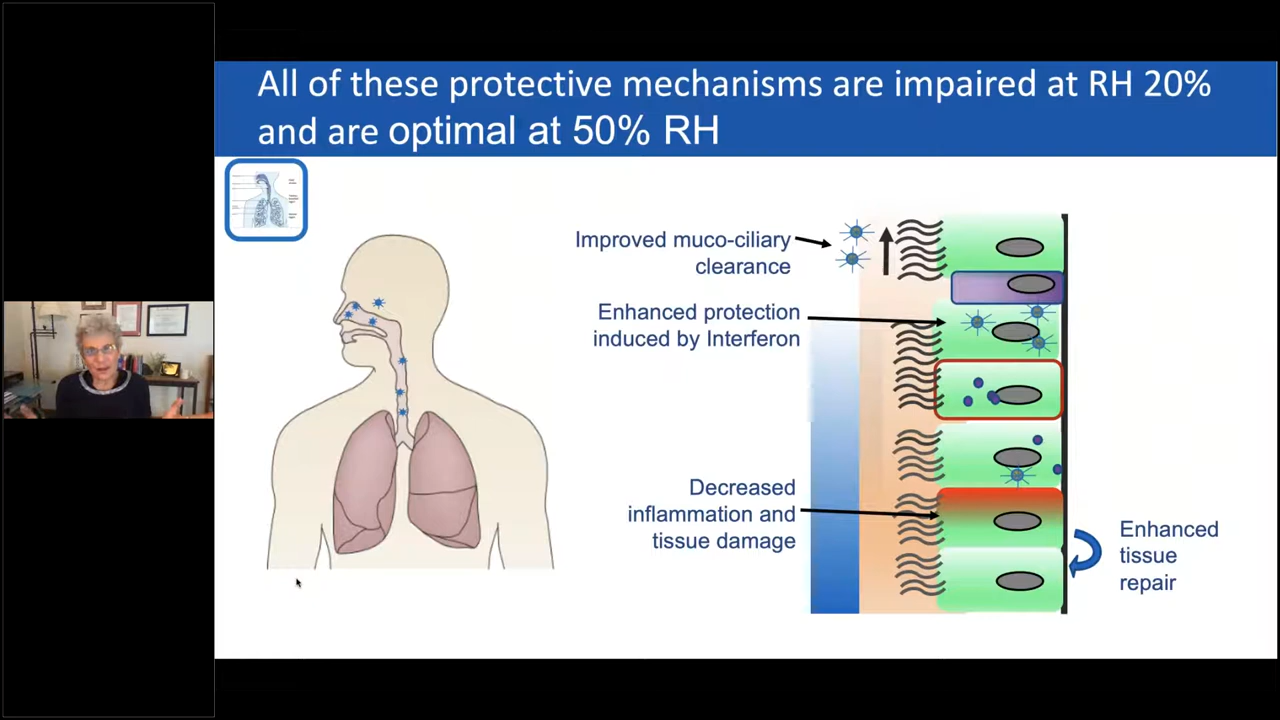 All of these protective mechanisms are impaired at RH 20%
and are optimal at 50% RH
Improved muco-ciliary
clearance
Enhanced protection
induced by Interferon
Decreased
inflammation and
tissue damage
Enhanced
tissue
repair